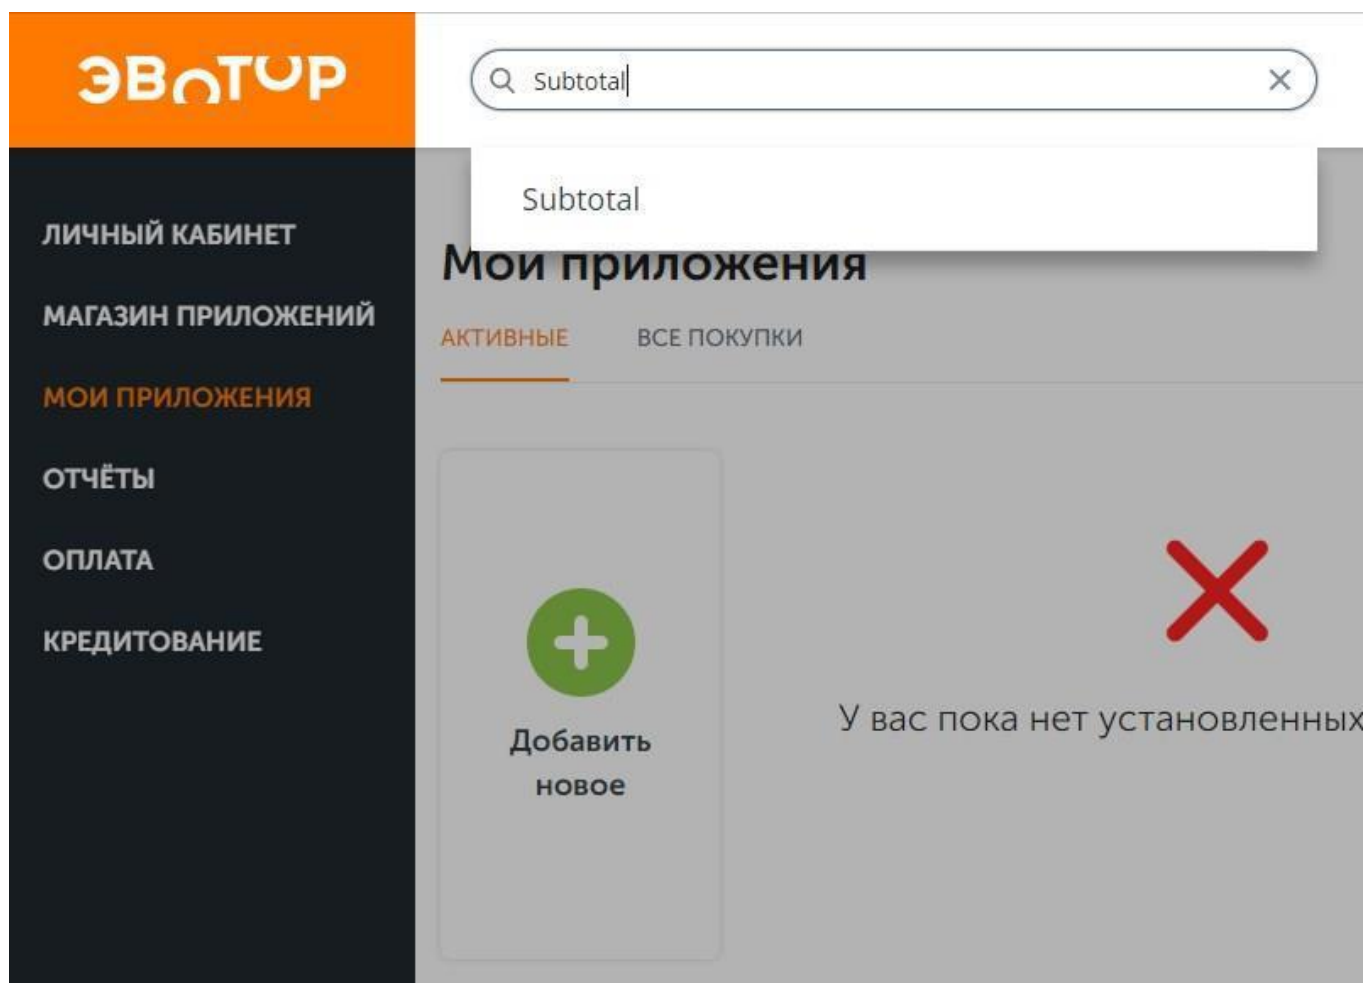 ЭВОТОР
Subtotal
Subtotal
ЛИЧНЫЙ КАБИНЕТ
МАГАЗИН ПРИЛОЖЕНИЙ
МОИ ПРИЛОЖЕНИЯ
ОТЧЁТЫ
ОПЛАТА
КРЕДИТОВАНИЕ
Мои приложения
АКТИВНЫЕ ВСЕ ПОКУПКИ
Добавить
новое
У вас пока нет установленных